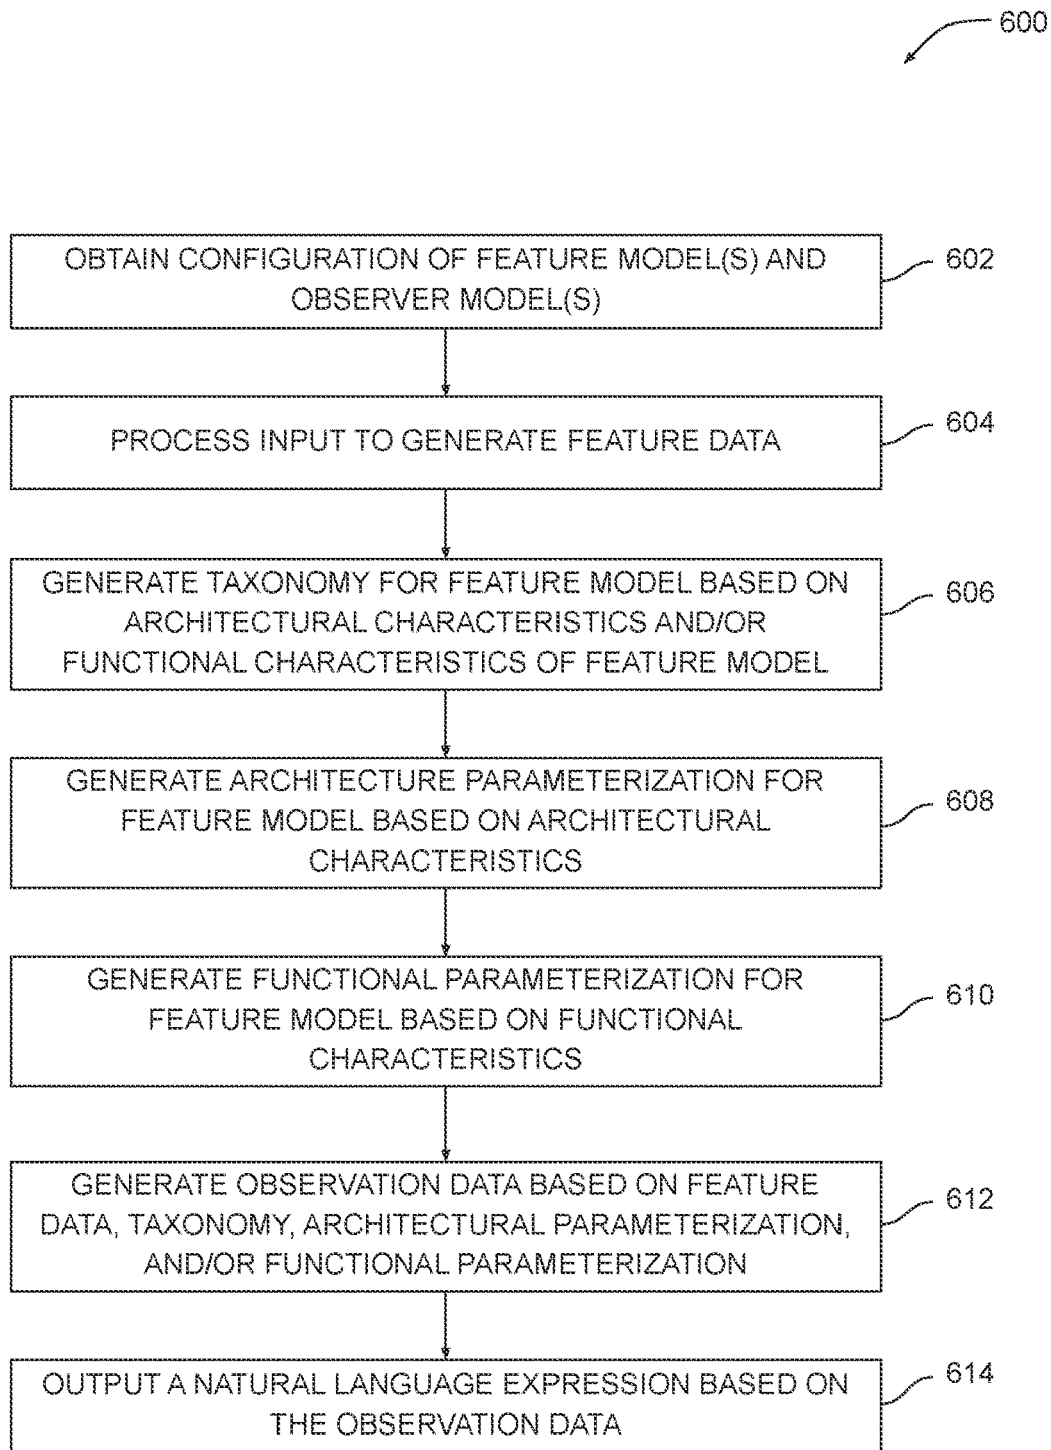 600
OBTAIN CONFIGURATION OF FEATURE MODEL(S) AND
OBSERVER MODEL(S)
602
PROCESS INPUT TO GENERATE FEATURE DATA
604
GENERATE TAXONOMY FOR FEATURE MODEL BASED ON
ARCHITECTURAL CHARACTERISTICS AND/OR
FUNCTIONAL CHARACTERISTICS OF FEATURE MODEL
606
GENERATE ARCHITECTURE PARAMETERIZATION FOR
FEATURE MODEL BASED ON ARCHITECTURAL
CHARACTERISTICS
608
GENERATE FUNCTIONAL PARAMETERIZATION FOR
FEATURE MODEL BASED ON FUNCTIONAL
CHARACTERISTICS
610
GENERATE OBSERVATION DATA BASED ON FEATURE
DATA, TAXONOMY, ARCHITECTURAL PARAMETERIZATION,
AND/OR FUNCTIONAL PARAMETERIZATION
612
OUTPUT A NATURAL LANGUAGE EXPRESSION BASED ON
THE OBSERVATION DATA
614